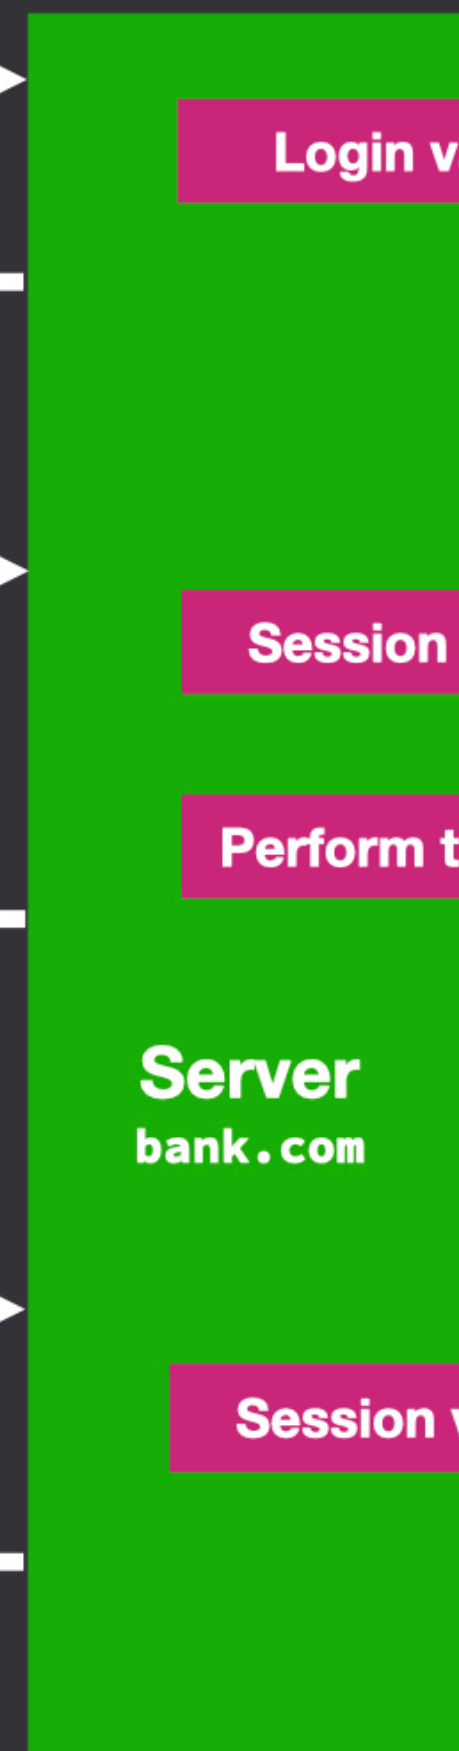 Login v
Session
Perform t
Server
bank.com
Session v